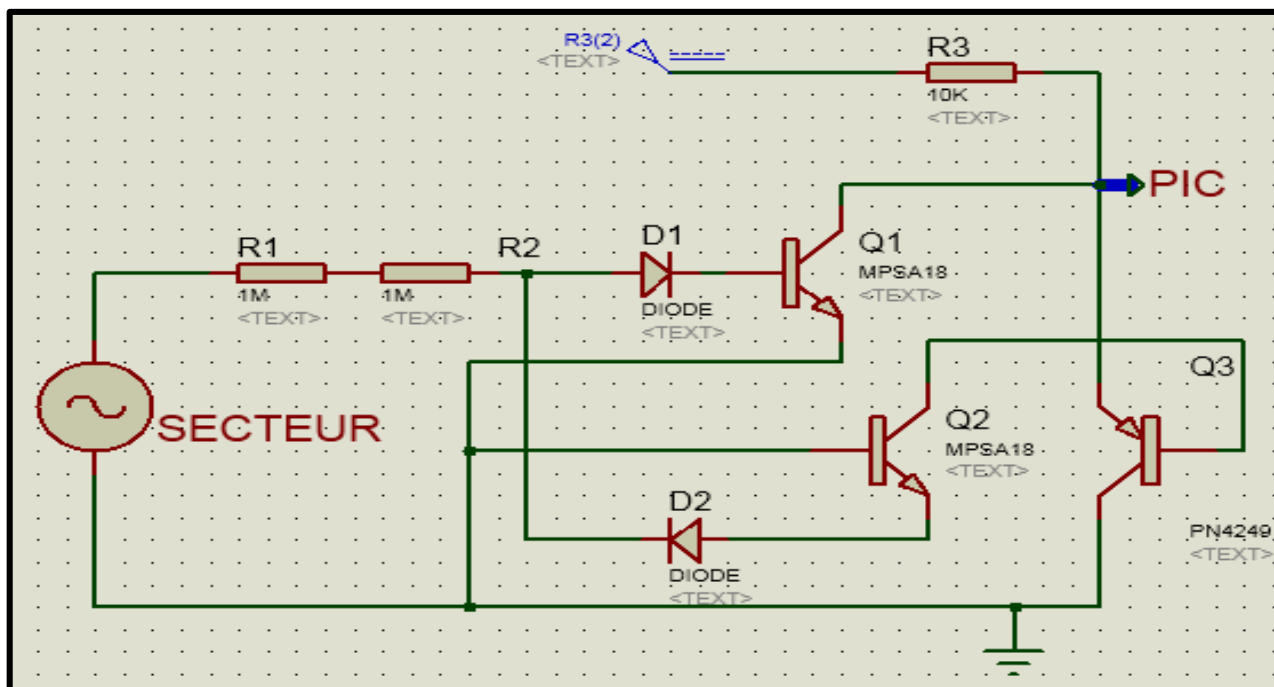 R3(2)
<TEXT>
R3
10K
<TEXT>
PIC
R1
1M
<TEXT>
R2
1M
<TEXT>
D1
DIODE
<TEXT>
Q1
MPSA18
<TEXT>
SECTEUR
Q2
MPSA18
<TEXT>
Q3
PN4249
<TEXT>
D2
DIODE
<TEXT>